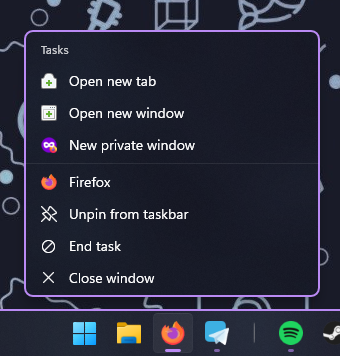 Tasks
Open new tab
Open new window
New private window
Firefox
Unpin from taskbar
End task
Close window